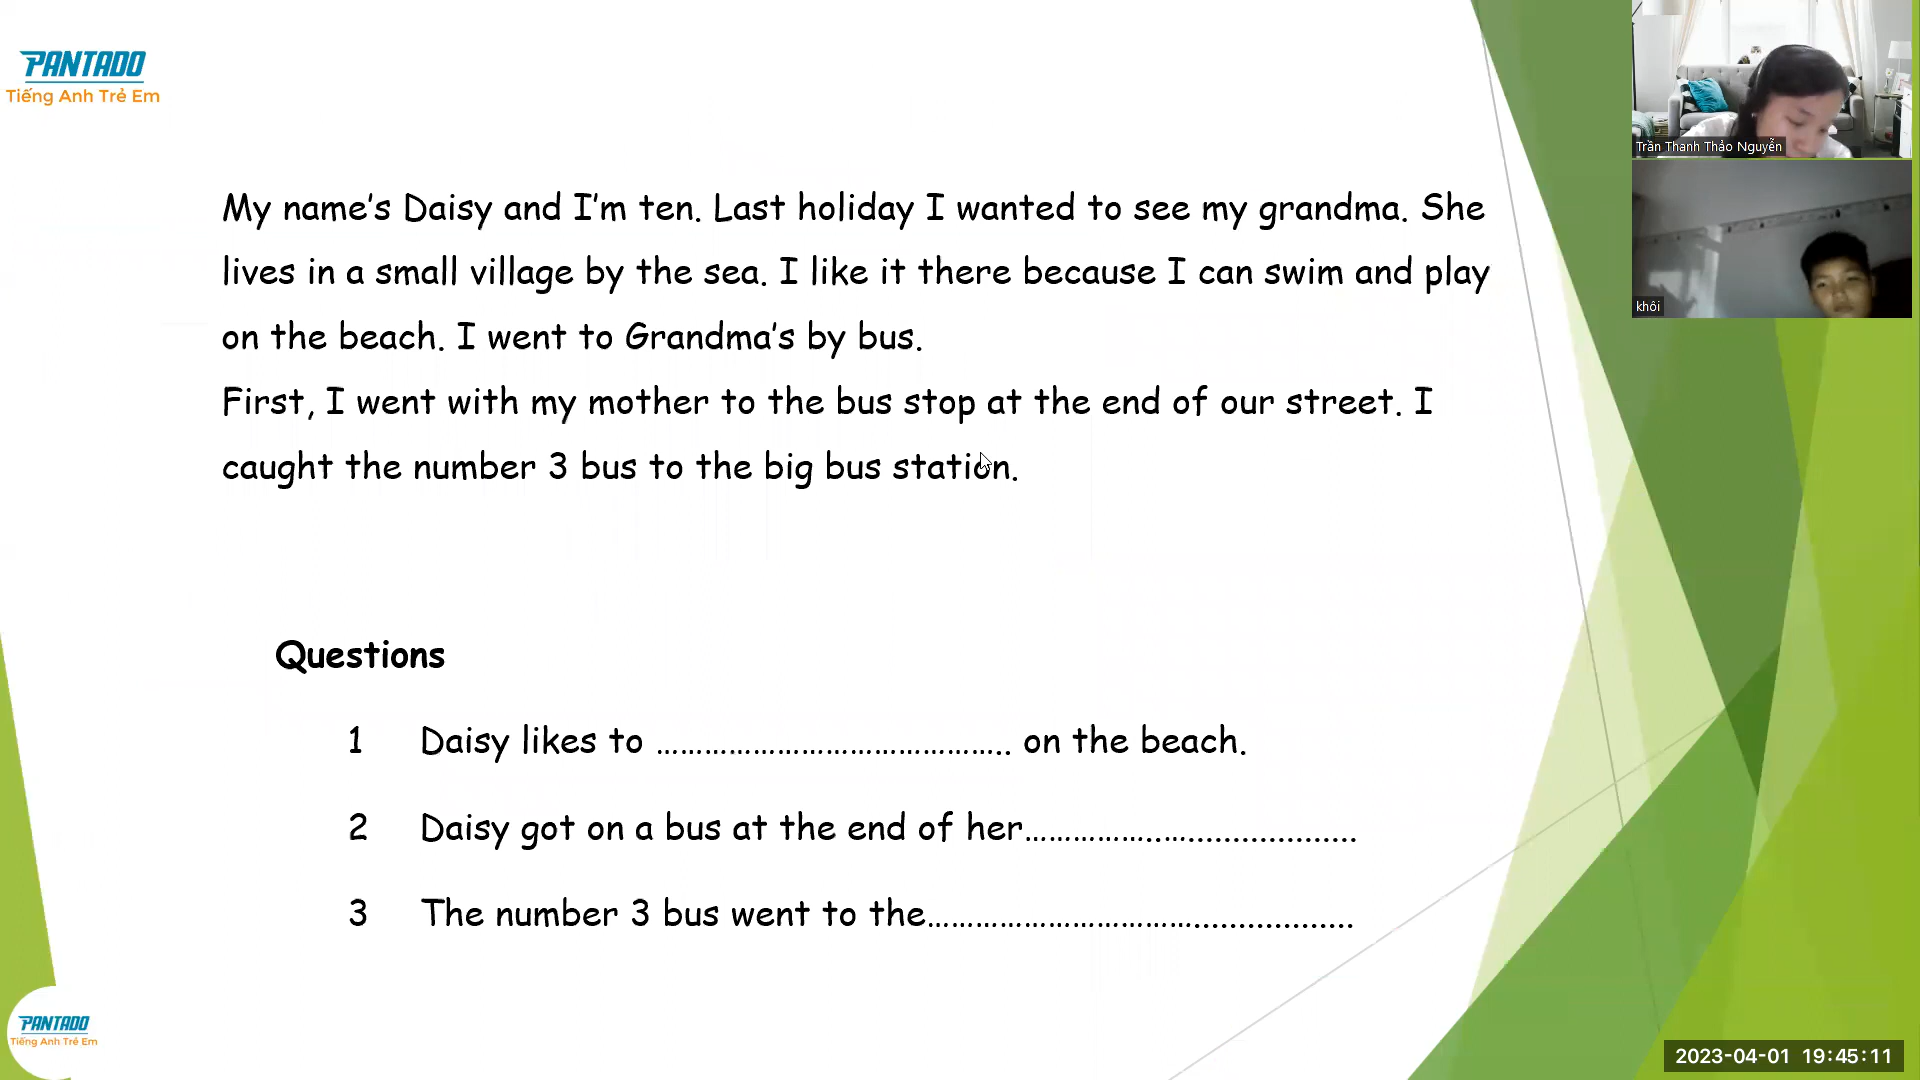 PANTADO
Tiếng Anh Trẻ Em
Trần Thanh Thảo Nguyễn
khôi
My name's Daisy and I'm ten. Last holiday I wanted to see my grandma. She
lives in a small village by the sea. I like it there because I can swim and play
on the beach. I went to Grandma's by bus.
First, I went with my mother to the bus stop at the end of our street. I
caught the number 3 bus to the big bus station.
Questions
1 Daisy likes to …………………………………….. on the beach.
2 Daisy got on a bus at the end of her…………..…...................
3 The number 3 bus went to the……………………………..................
PANTADO
Tiếng Anh Trẻ Em
2023-04-01 19:45:11